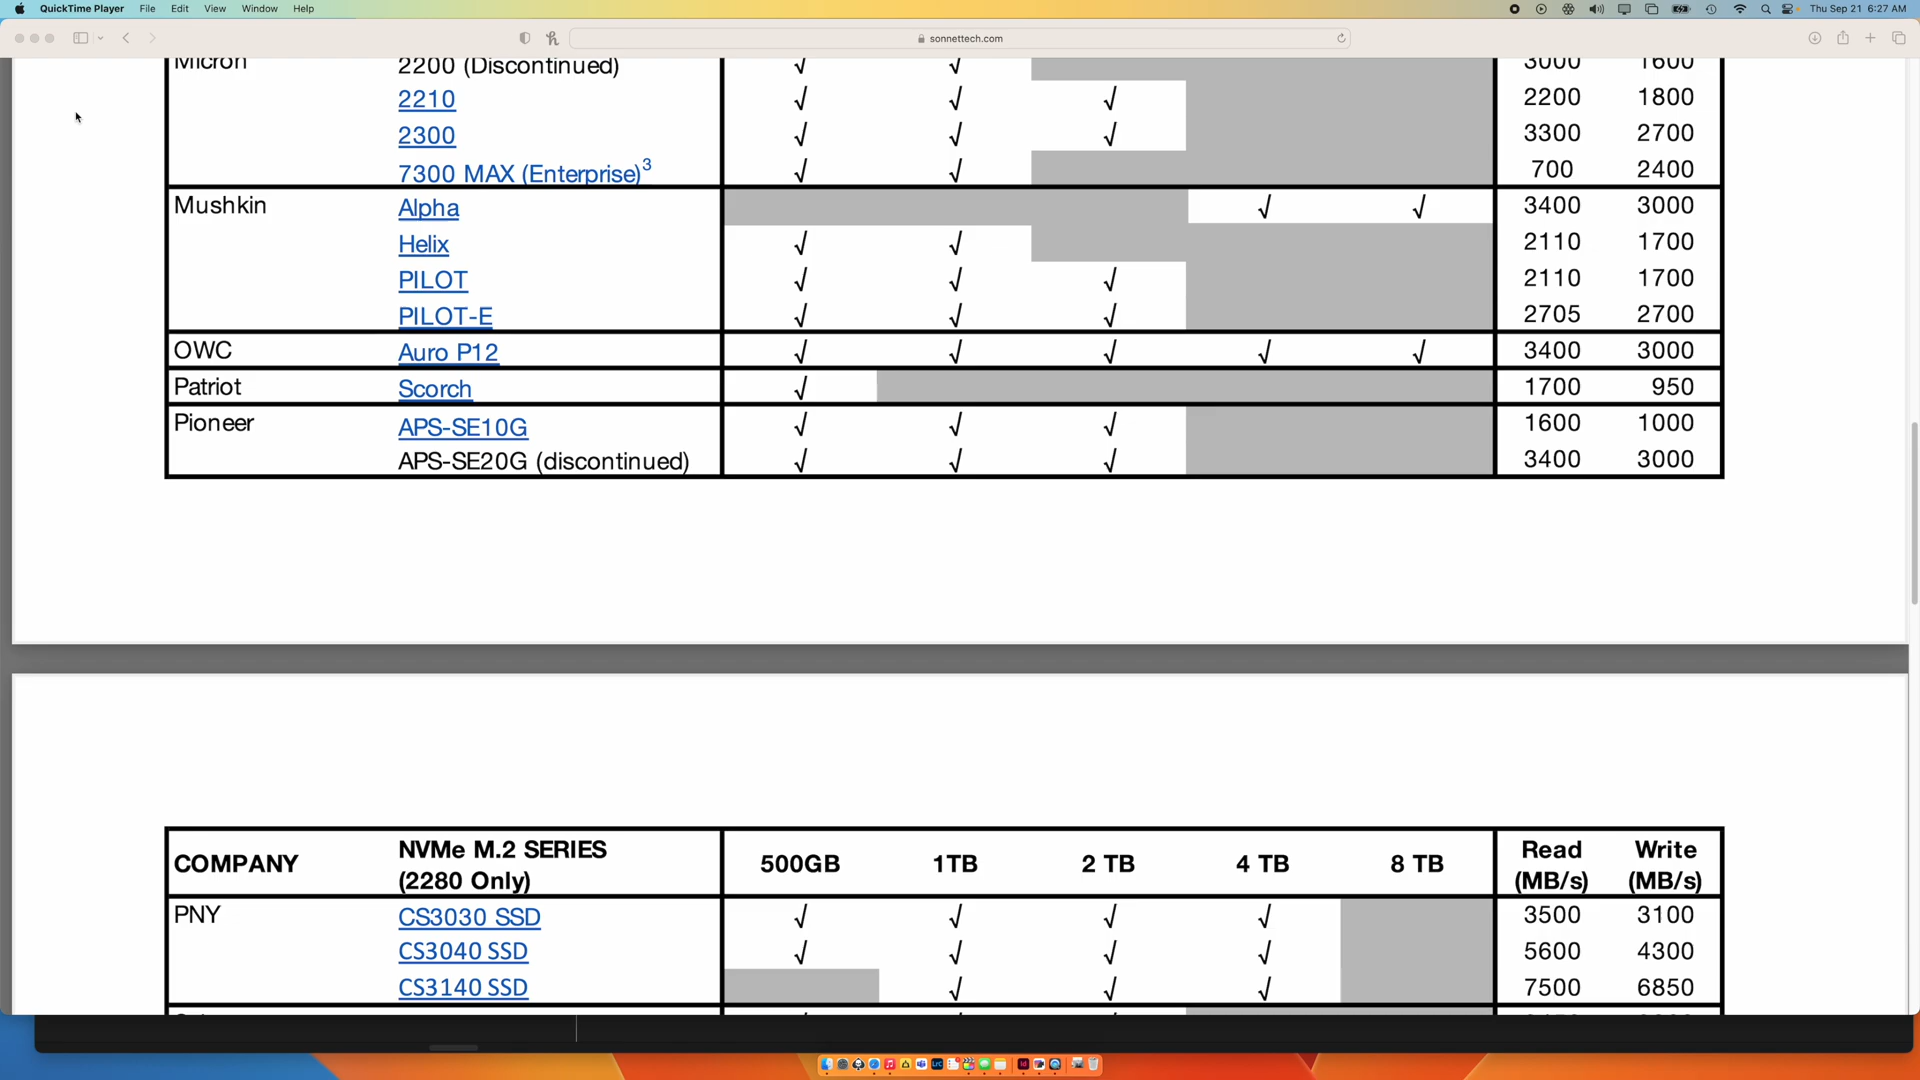 QuickTime Player File Edit View Window Help Thu Sep 21 6:27 AM
sonnettech.com
Micron 2200 (Discontinued) √ √ 3000 1600
2210 √ √ √ 2200 1800
2300 √ √ √ 3300 2700
7300 MAX (Enterprise)3 √ √ 700 2400
Mushkin Alpha √ √ 3400 3000
Helix √ √ 2110 1700
PILOT √ √ √ 2110 1700
PILOT-E √ √ √ 2705 2700
OWC Auro P12 √ √ √ √ √ 3400 3000
Patriot Scorch √ 1700 950
Pioneer APS-SE10G √ √ √ 1600 1000
APS-SE20G (discontinued) √ √ √ 3400 3000
COMPANY NVMe M.2 SERIES (2280 Only) 500GB 1TB 2 TB 4 TB 8 TB Read (MB/s) Write (MB/s)
PNY CS3030 SSD √ √ √ √ 3500 3100
CS3040 SSD √ √ √ √ 5600 4300
CS3140 SSD √ √ √ 7500 6850